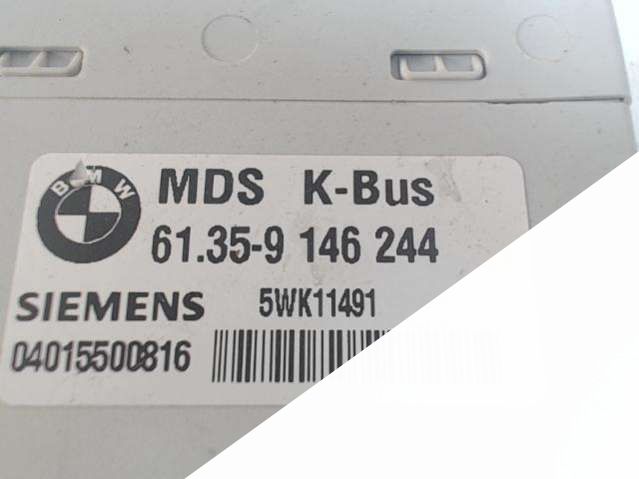 BMW
MDS K-Bus
61.35-9 146 244
SIEMENS 5WK11491
04015500816